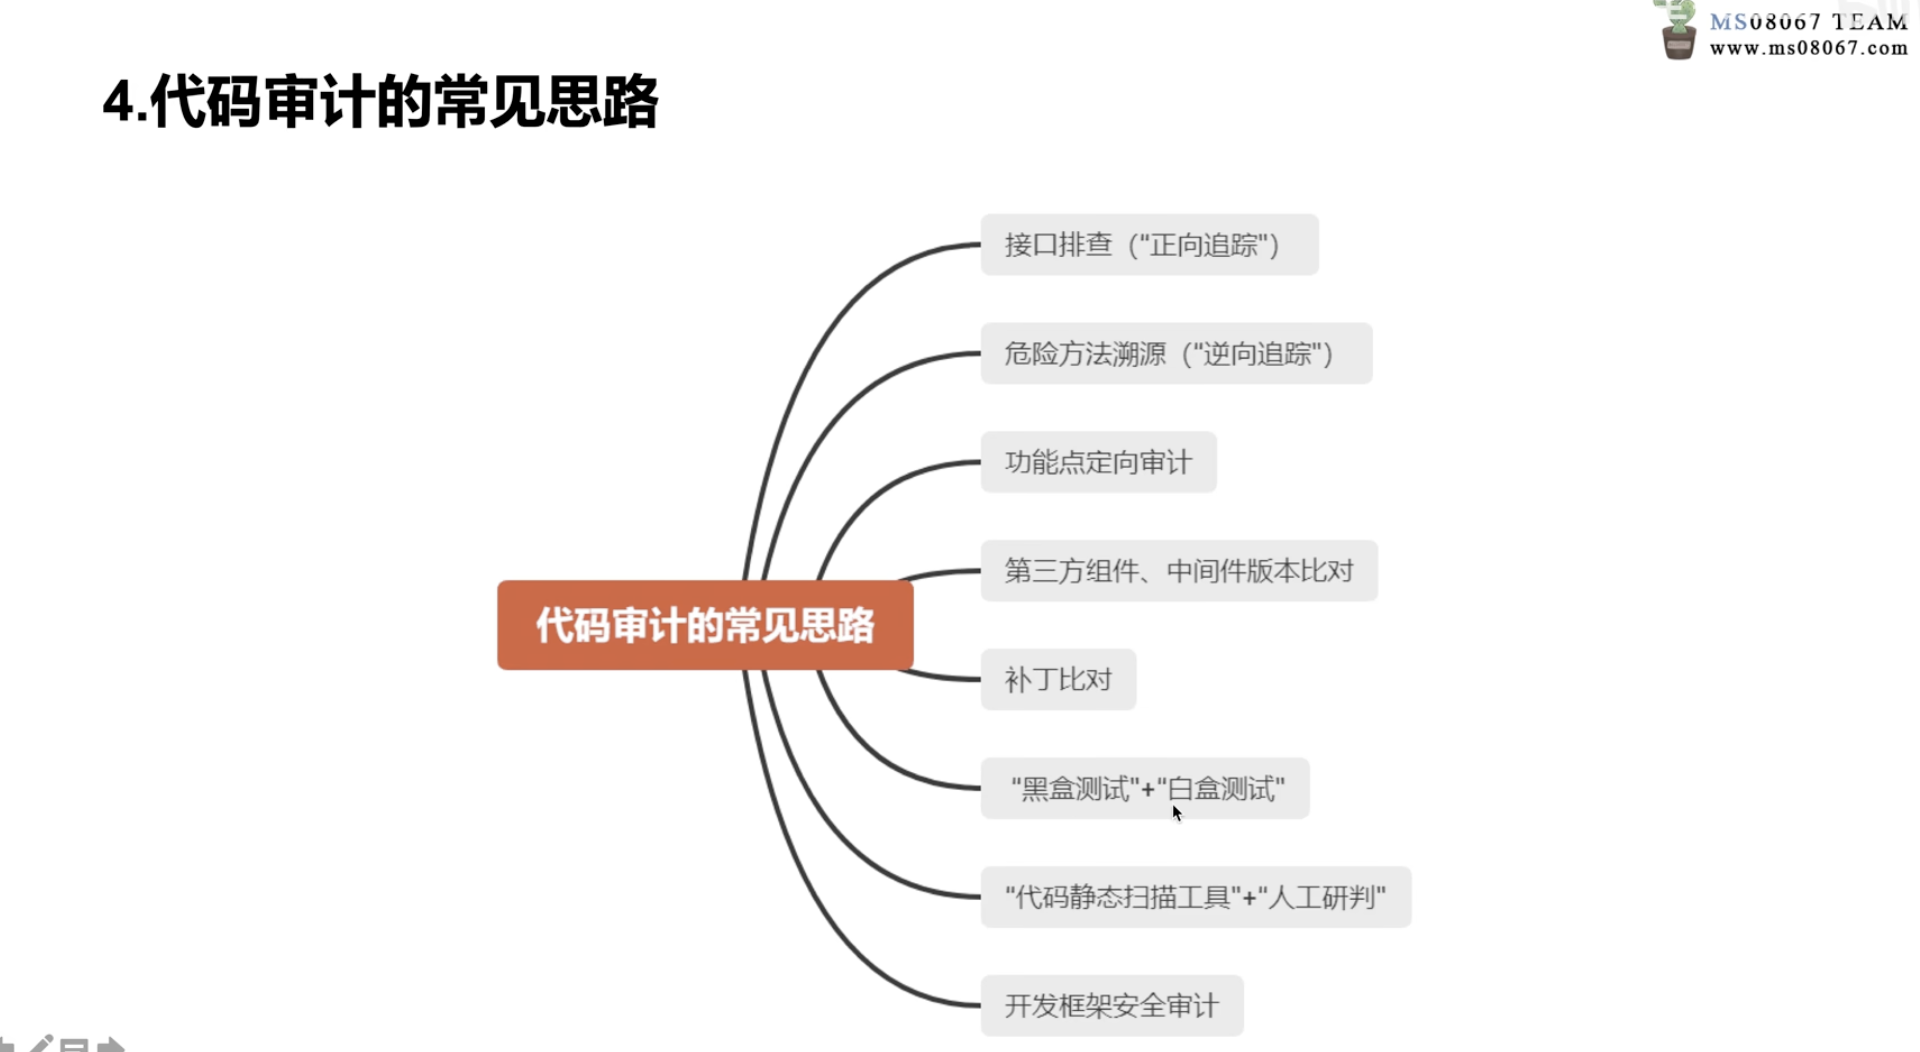 MS08067 TEAM
www.ms08067.com
4.代码审计的常见思路
接口排查（"正向追踪"）
危险方法溯源（"逆向追踪"）
功能点定向审计
第三方组件、中间件版本比对
代码审计的常见思路
补丁比对
“黑盒测试”+“白盒测试”
“代码静态扫描工具”+“人工研判”
开发框架安全审计